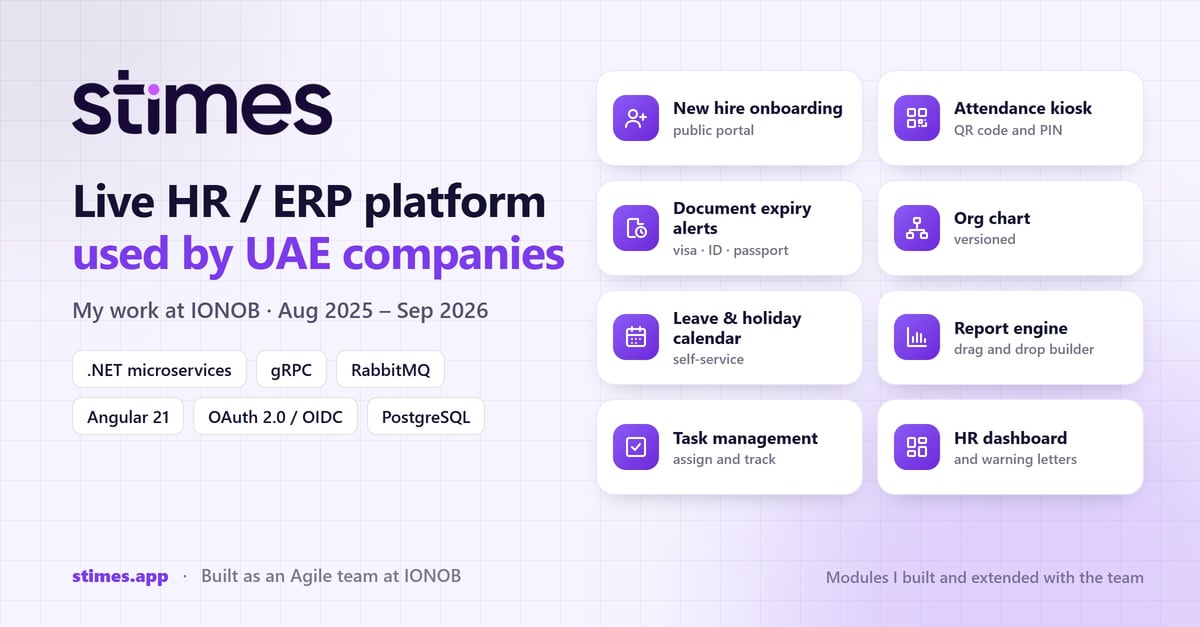 stimes
Live HR / ERP platform
used by UAE companies
My work at IONOB · Aug 2025 – Sep 2026
.NET microservices
gRPC
RabbitMQ
Angular 21
OAuth 2.0 / OIDC
PostgreSQL
New hire onboarding
public portal
Attendance kiosk
QR code and PIN
Document expiry
alerts
visa · ID · passport
Org chart
versioned
Leave & holiday
calendar
self-service
Report engine
drag and drop builder
Task management
assign and track
HR dashboard
and warning letters
stimes.app · Built as an Agile team at IONOB
Modules I built and extended with the team